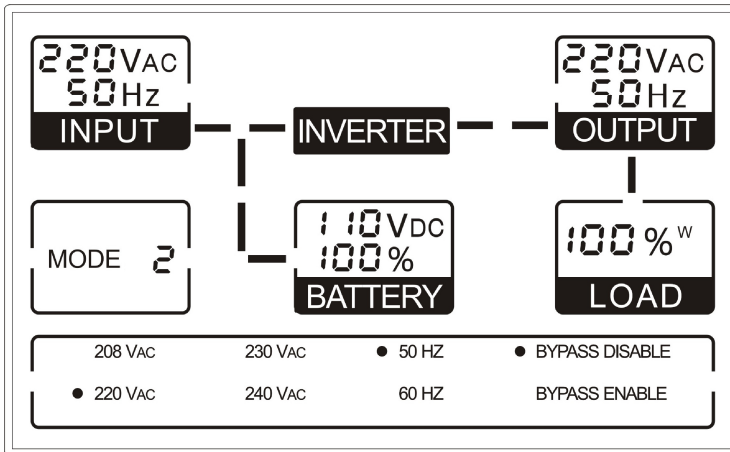 220VAC
50Hz
INPUT
INVERTER
220VAC
50Hz
OUTPUT
MODE 2
110VDC
100%
BATTERY
100%W
LOAD
208 VAC 230 VAC ● 50 HZ ● BYPASS DISABLE
● 220 VAC 240 VAC 60 HZ BYPASS ENABLE